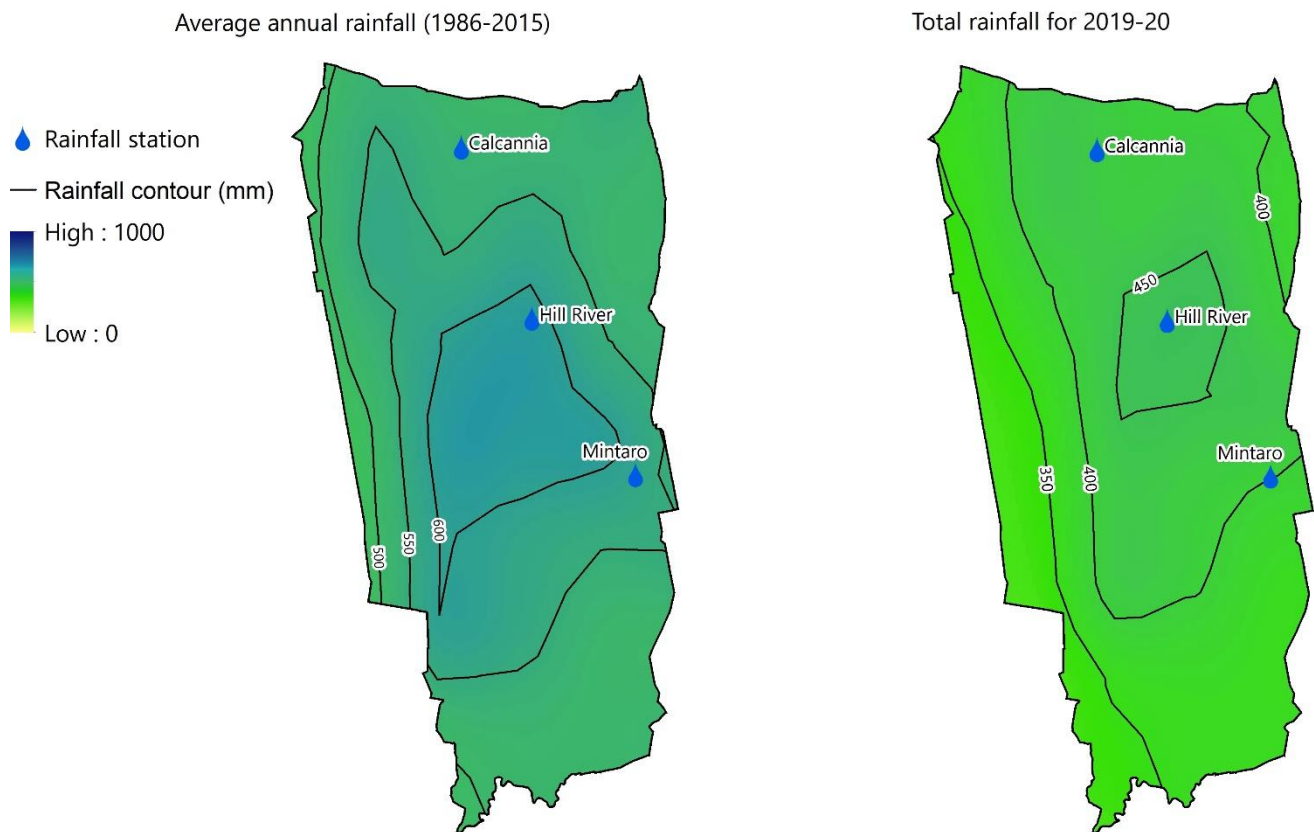 Average annual rainfall (1986-2015)
Total rainfall for 2019-20
Rainfall station
Rainfall contour (mm)
High : 1000
Low : 0
Calcannia
Hill River
Mintaro
500
550
600
Calcannia
400
450
Hill River
Mintaro
350
400